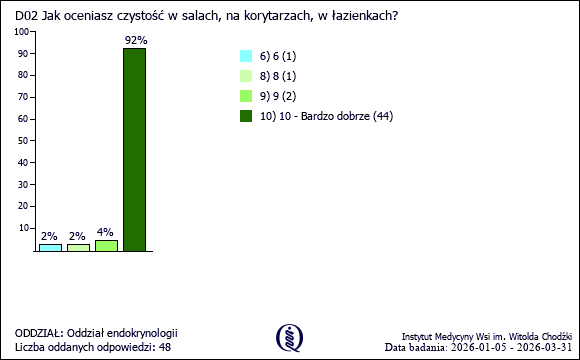 D02 Jak oceniasz czystość w salach, na korytarzach, w łazienkach?
100
90
80
70
60
50
40
30
20
10
2%
2%
4%
92%
6) 6 (1)
8) 8 (1)
9) 9 (2)
10) 10 - Bardzo dobrze (44)
ODDZIAŁ: Oddział endokrynologii
Liczba oddanych odpowiedzi: 48
Instytut Medycyny Wsi im. Witolda Chodźki
Data badania: 2026-01-05 - 2026-03-31